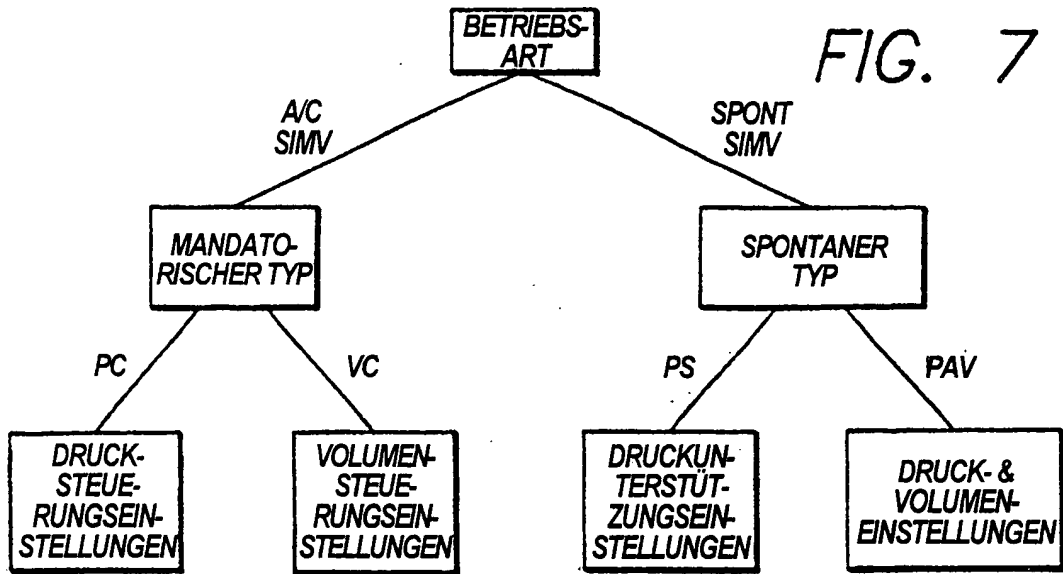 BETRIEBS-
ART
FIG. 7
A/C
SIMV
SPONT
SIMV
MANDATO-
RISCHER TYP
SPONTANER
TYP
PC
VC
PS
PAV
DRUCK-
STEUE-
RUNGSEIN-
STELLUNGEN
VOLUMEN-
STEUE-
RUNGSEIN-
STELLUNGEN
DRUCKUN-
TERSTÜT-
ZUNGSEIN-
STELLUNGEN
DRUCK- &
VOLUMEN-
EINSTELLUNGEN